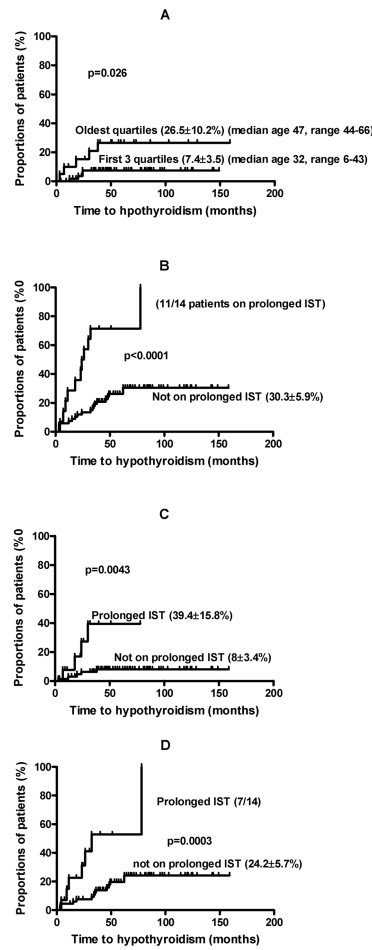 A
Proportions of patients (%)
100
80
60
40
20
0
p=0.026
Oldest quartiles (26.5±10.2%) (median age 47, range 44-66)
First 3 quartiles (7.4±3.5) (median age 32, range 6-43)
0 50 100 150 200
Time to hpothyroidism (months)
B
Proportions of patients (%0
100
80
60
40
20
0
(11/14 patients on prolonged IST)
p<0.0001
Not on prolonged IST (30.3±5.9%)
0 50 100 150 200
Time to hypothyroidism (months)
C
Proportions of patients (%0
100
80
60
40
20
0
p=0.0043
Prolonged IST (39.4±15.8%)
Not on prolonged IST (8±3.4%)
0 50 100 150 200
Time to hypothyroidism (months)
D
Proportions of patients (%)
100
80
60
40
20
0
Prolonged IST (7/14)
p=0.0003
not on prolonged IST (24.2±5.7%)
0 50 100 150 200
Time to hypothyroidism (months)